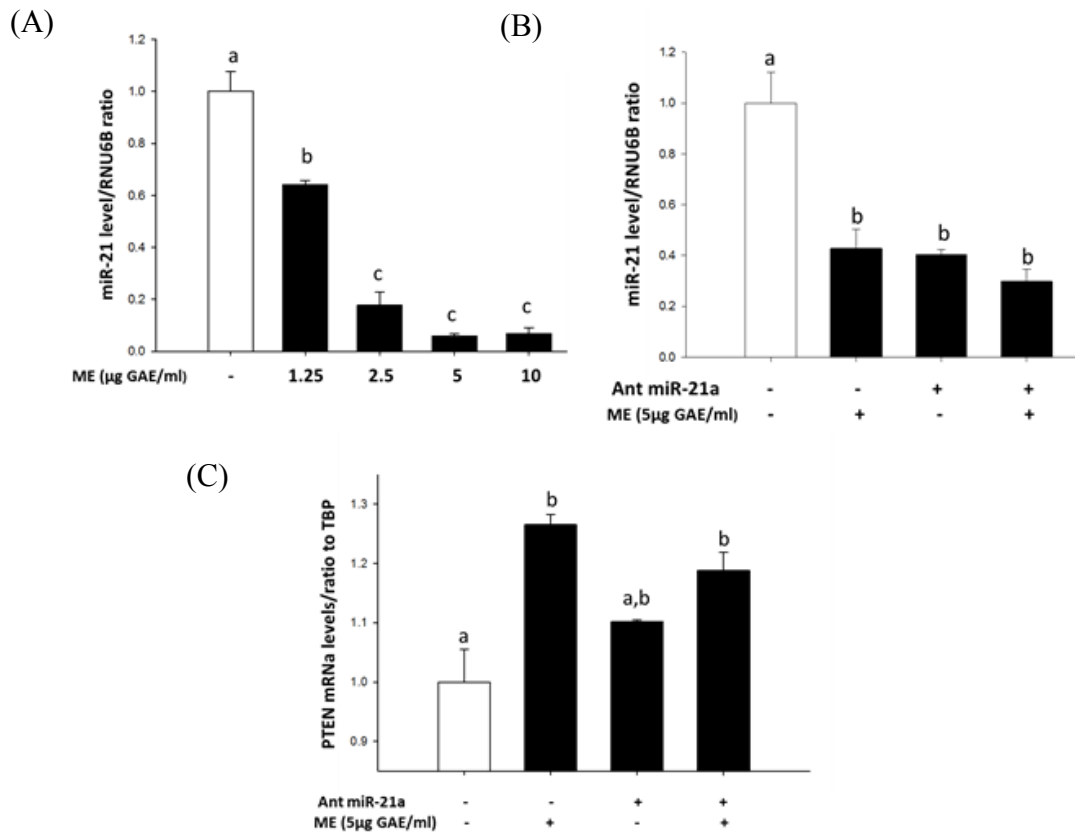 (A)
miR-21 level/RNU6B ratio
1.2
1.0
0.8
0.6
0.4
0.2
0.0
a
b
c
c
c
ME (µg GAE/ml) - 1.25 2.5 5 10
(B)
miR-21 level/RNU6B ratio
1.2
1.0
0.8
0.6
0.4
0.2
0.0
a
b
b
b
Ant miR-21a - - + +
ME (5µg GAE/ml) - + - +
(C)
PTEN mRNa levels/ratio to TBP
1.3
1.2
1.1
1.0
0.9
a
b
a,b
b
Ant miR-21a - - + +
ME (5µg GAE/ml) - + - +